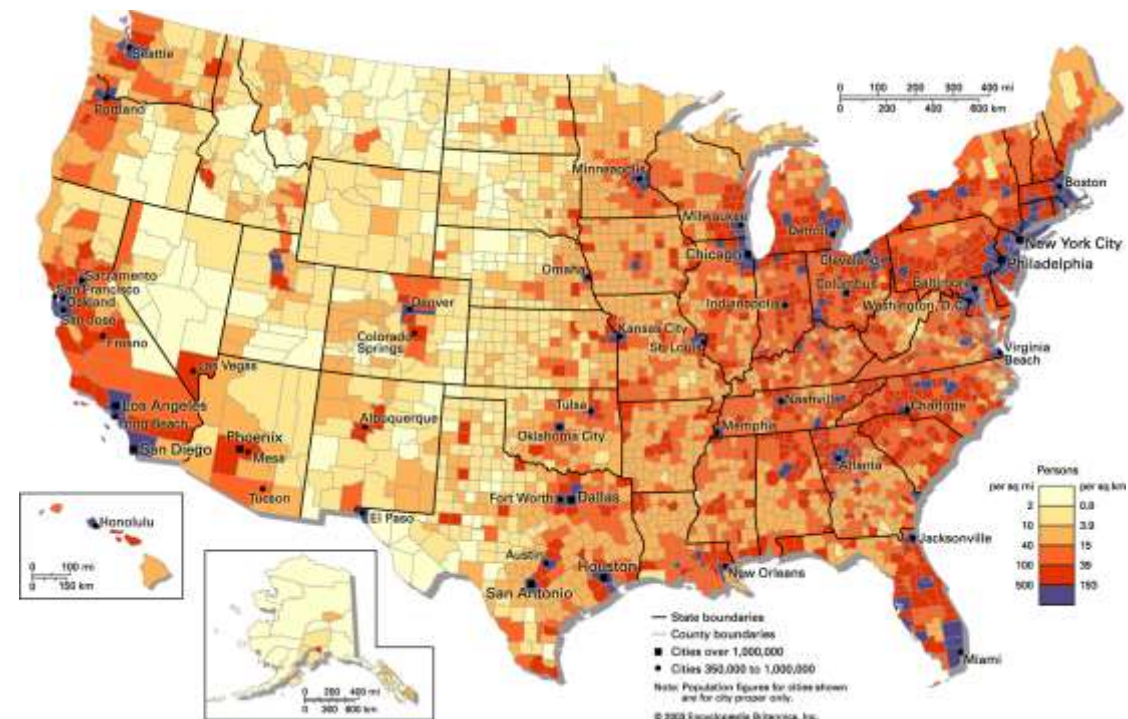 Seattle
Portland
0 100 200 300 400 mi
0 200 400 600 km
Minneapolis
Boston
Milwaukee
Detroit
New York City
Chicago
Cleveland
Philadelphia
Sacramento
San Francisco
Oakland
San José
Omaha
Columbus
Baltimore
Indianapolis
Washington, D.C.
Denver
Fresno
Colorado
Springs
Kansas City
St. Louis
Virginia
Beach
Las Vegas
Los Angeles
Long Beach
Albuquerque
Tulsa
Nashville
Charlotte
Phoenix
Oklahoma City
Memphis
San Diego
Mesa
Atlanta
Persons
per sq mi per sq km
2 0.8
10 3.9
40 15
100 39
500 193
Tucson
Fort Worth Dallas
El Paso
Honolulu
Jacksonville
Austin
Houston
0 100 mi
0 150 km
New Orleans
San Antonio
State boundaries
County boundaries
Cities over 1,000,000
Cities 350,000 to 1,000,000
Miami
0 200 400 mi
0 300 600 km
Note: Population figures for cities shown
are for city proper only.
© 2003 Encyclopædia Britannica, Inc.